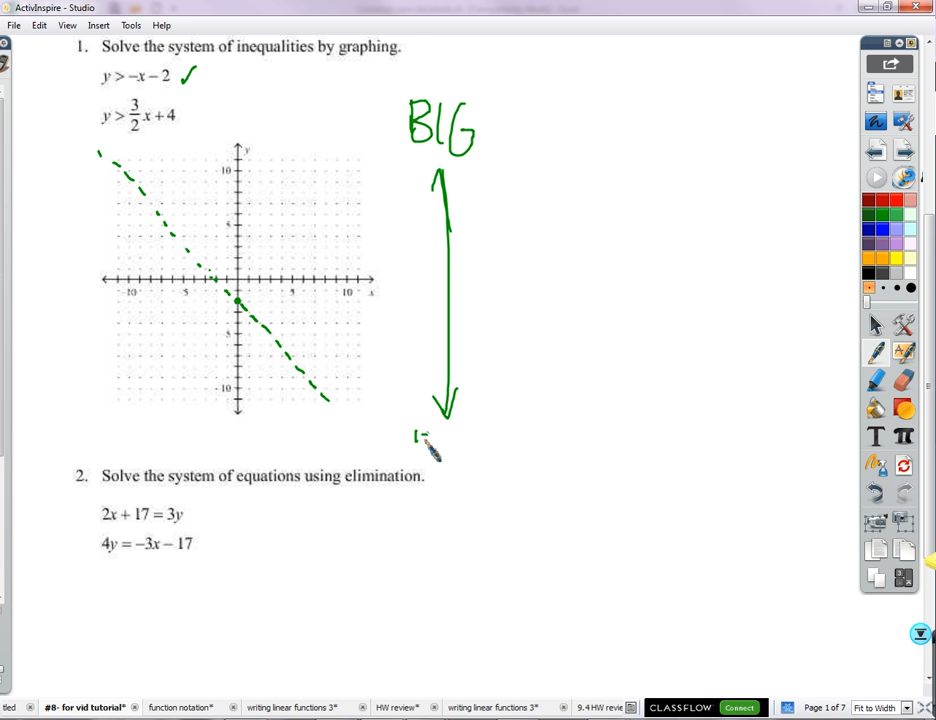 ActivInspire - Studio
File Edit View Insert Tools Help
1. Solve the system of inequalities by graphing.
y > -x - 2 ✓
y > 3/2 x + 4
BIG
y
10
5
-10 5 5 10 x
5
-10
2. Solve the system of equations using elimination.
2x + 17 = 3y
4y = -3x - 17
T π
tled #8- for vid tutorial* function notation* writing linear functions 3* HW review* writing linear functions 3* 9.4 HW revie CLASSFLOW Connect Page 1 of 7 Fit to Width